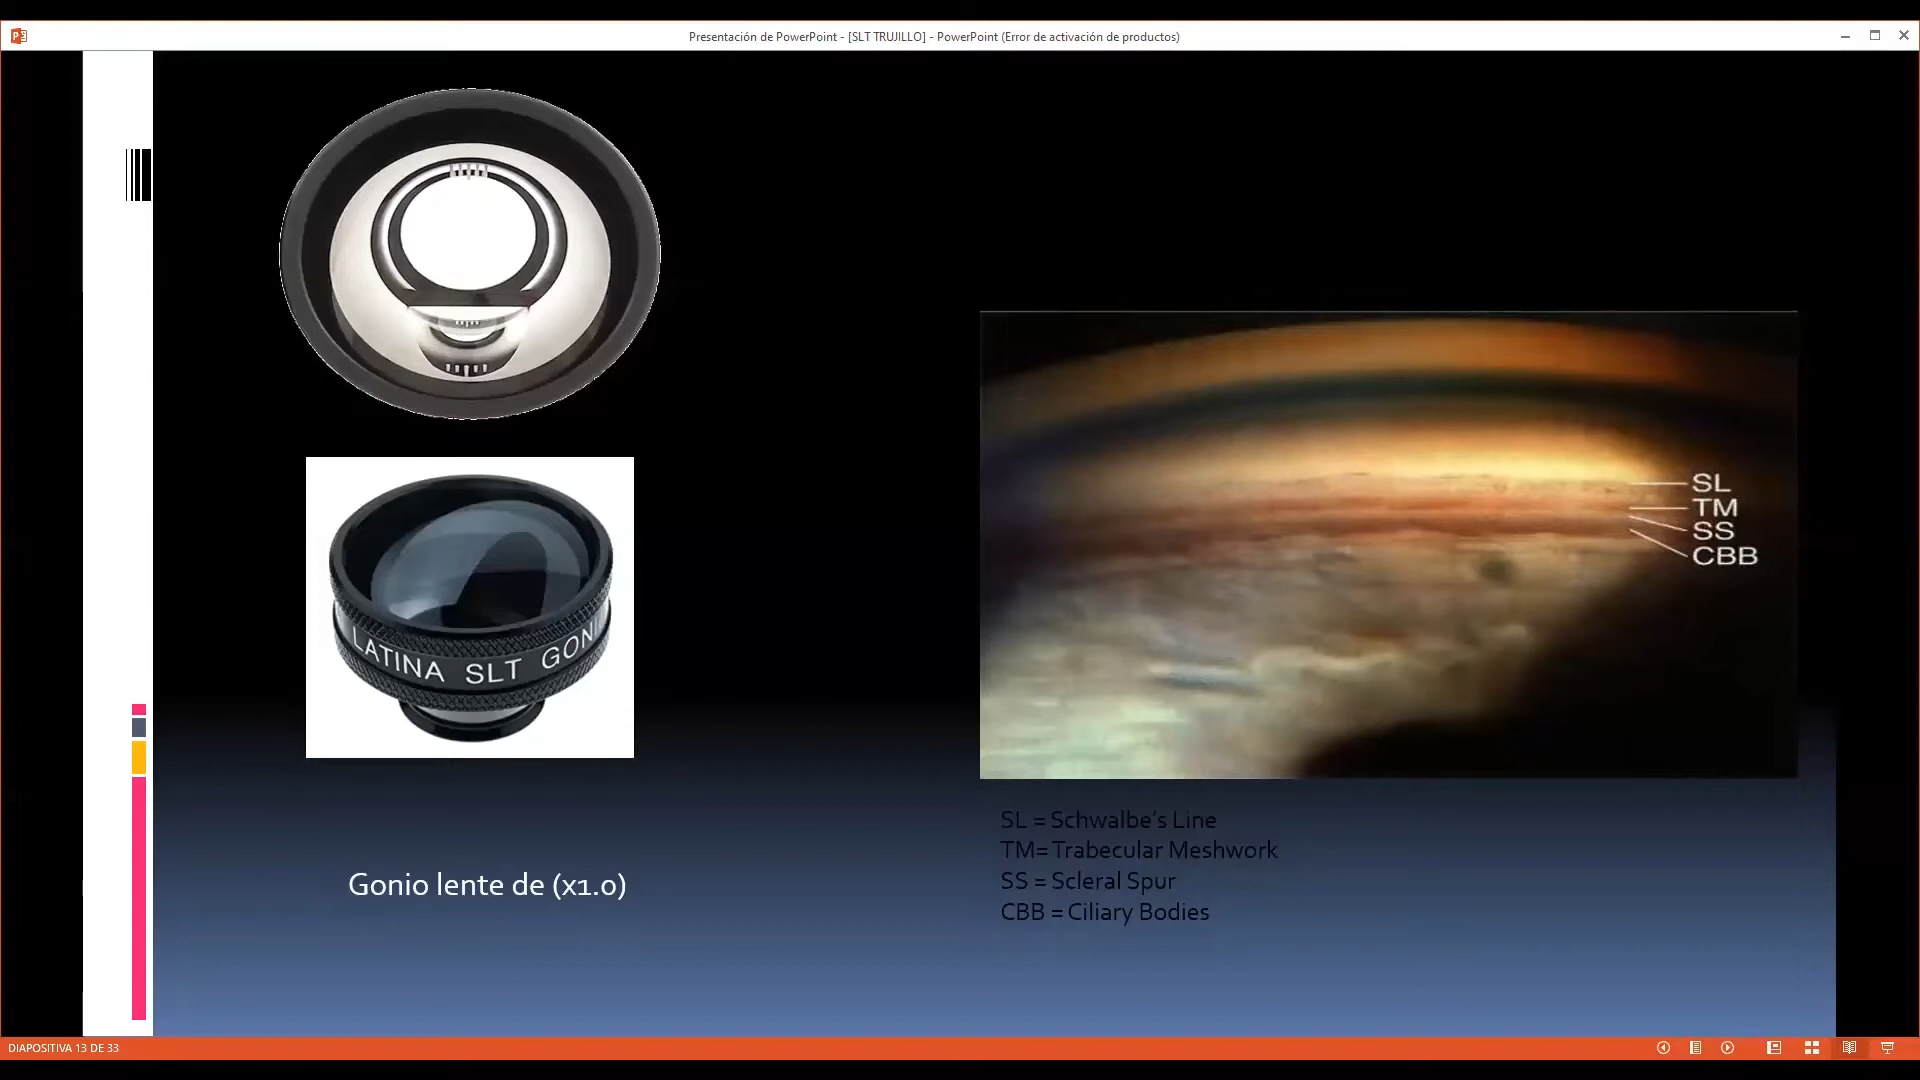 Presentación de PowerPoint - [SLT TRUJILLO] - PowerPoint (Error de activación de productos)
LATINA SLT GONI
Gonio lente de (x1.0)
SL
TM
SS
CBB
SL = Schwalbe's Line
TM= Trabecular Meshwork
SS = Scleral Spur
CBB = Ciliary Bodies
DIAPOSITIVA 13 DE 33